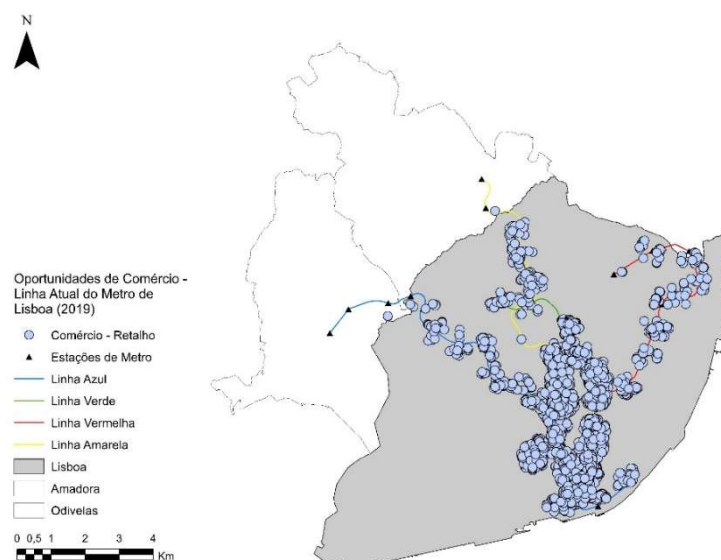 N
Oportunidades de Comércio -
Linha Atual do Metro de
Lisboa (2019)
Comércio - Retalho
Estações de Metro
Linha Azul
Linha Verde
Linha Vermelha
Linha Amarela
Lisboa
Amadora
Odivelas
0 0,5 1 2 3 4
Km